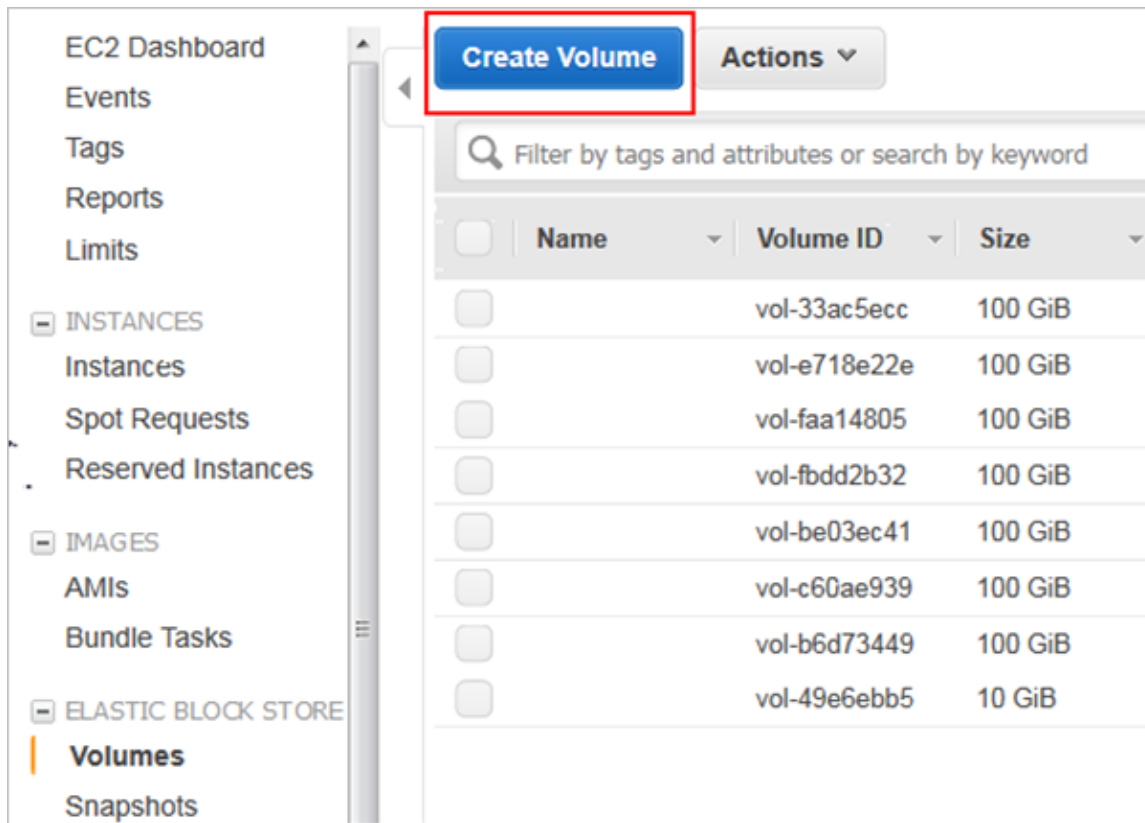 EC2 Dashboard
Events
Tags
Reports
Limits
INSTANCES
Instances
Spot Requests
Reserved Instances
IMAGES
AMIs
Bundle Tasks
ELASTIC BLOCK STORE
Volumes
Snapshots
Create Volume Actions
Filter by tags and attributes or search by keyword
Name Volume ID Size
vol-33ac5ecc 100 GiB
vol-e718e22e 100 GiB
vol-faa14805 100 GiB
vol-fbdd2b32 100 GiB
vol-be03ec41 100 GiB
vol-c60ae939 100 GiB
vol-b6d73449 100 GiB
vol-49e6ebb5 10 GiB